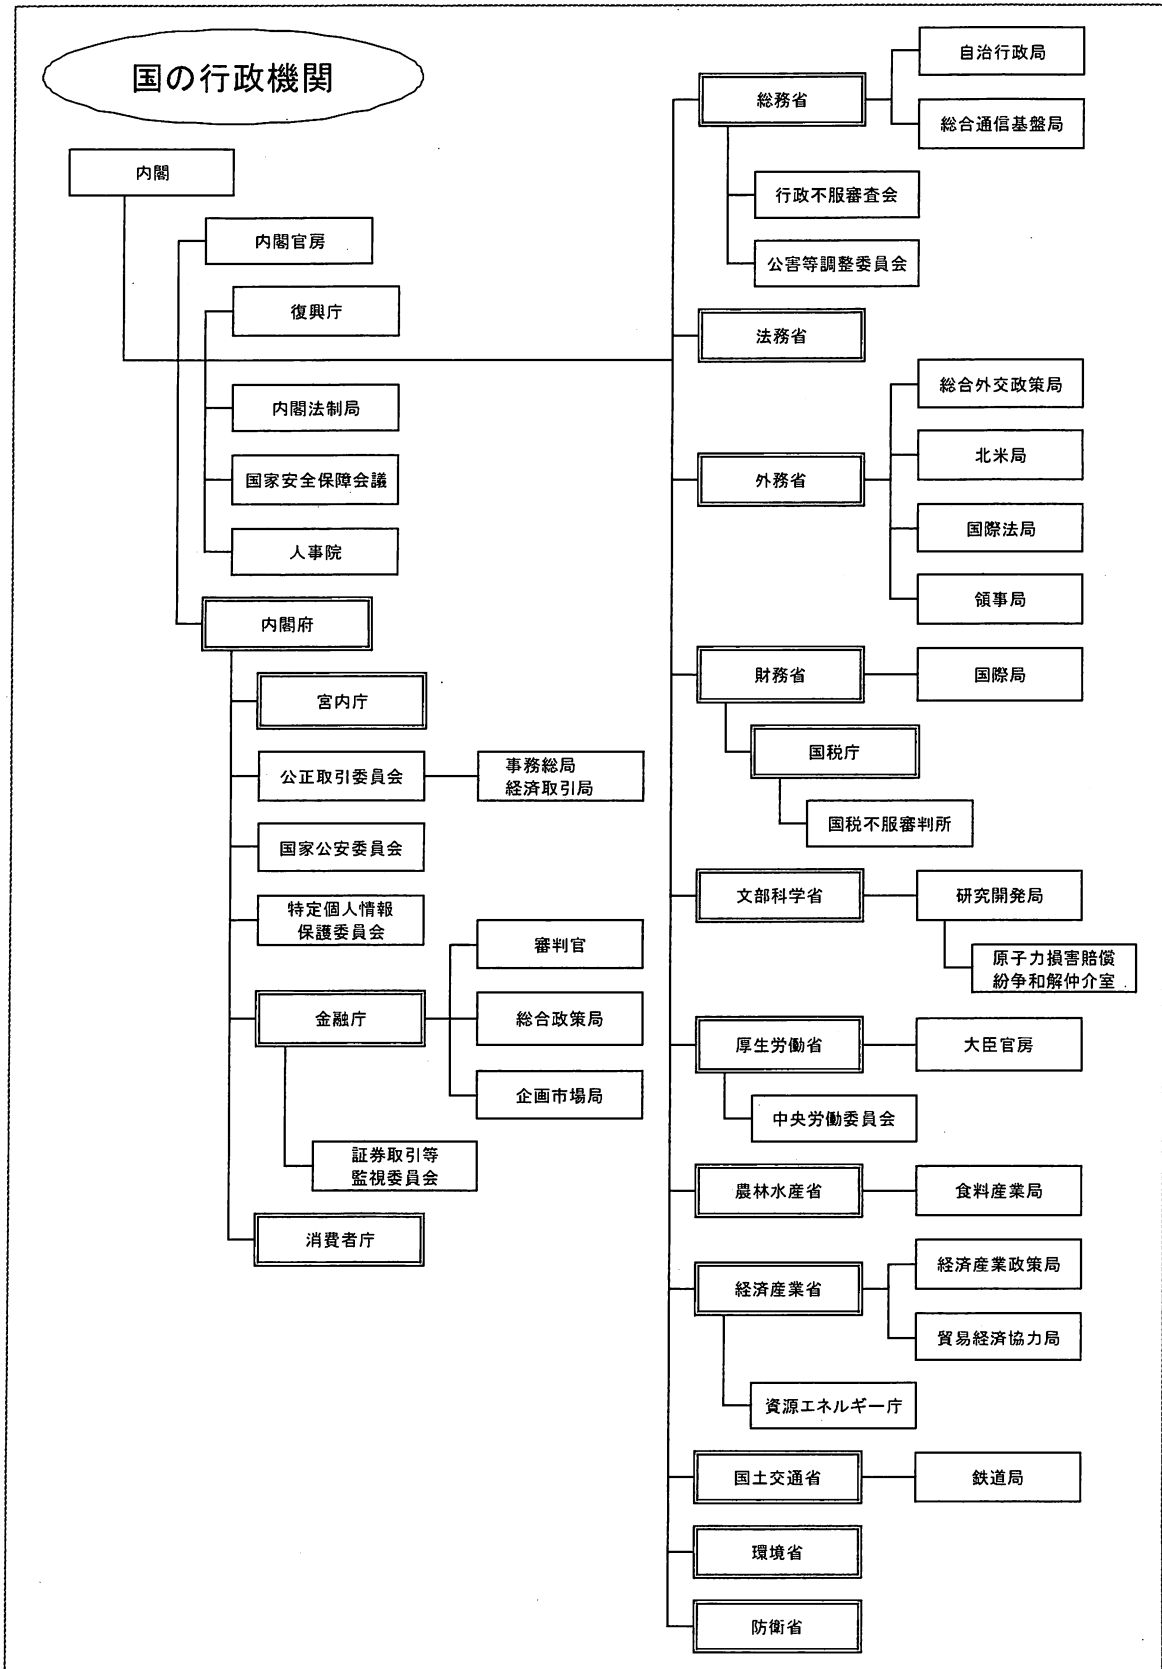 国の行政機関
内閣
内閣官房
復興庁
内閣法制局
国家安全保障会議
人事院
内閣府
宮内庁
公正取引委員会
事務総局
経済取引局
国家公安委員会
特定個人情報
保護委員会
金融庁
審判官
総合政策局
企画市場局
証券取引等
監視委員会
消費者庁
総務省
自治行政局
総合通信基盤局
行政不服審査会
公害等調整委員会
法務省
外務省
総合外交政策局
北米局
国際法局
領事局
財務省
国際局
国税庁
国税不服審判所
文部科学省
研究開発局
原子力損害賠償
紛争和解仲介室
厚生労働省
大臣官房
中央労働委員会
農林水産省
食料産業局
経済産業省
経済産業政策局
貿易経済協力局
資源エネルギー庁
国土交通省
鉄道局
環境省
防衛省